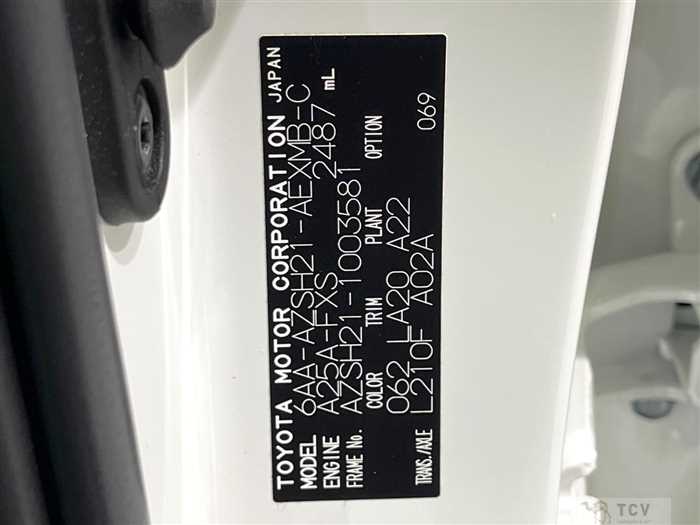 TOYOTA MOTOR CORPORATION JAPAN
MODEL 6AA-AZSH21-AEXMB-C
ENGINE A25A-FXS 2487 mL
FRAME No. AZSH21-1003581
COLOR TRIM PLANT OPTION
062 LA20 A22 069
TRANS./AXLE L210F A02A
TCV